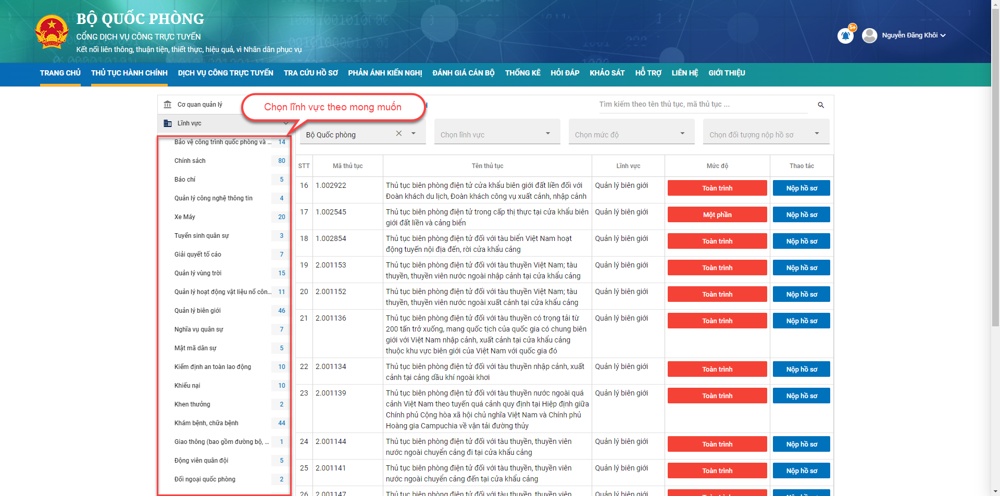 BỘ QUỐC PHÒNG
CỔNG DỊCH VỤ CÔNG TRỰC TUYẾN
Kết nối liên thông, thuận tiện, thiết thực, hiệu quả, vì Nhân dân phục vụ
5+
Nguyễn Đăng Khôi
TRANG CHỦ THỦ TỤC HÀNH CHÍNH DỊCH VỤ CÔNG TRỰC TUYẾN TRA CỨU HỒ SƠ PHẢN ÁNH KIẾN NGHỊ ĐÁNH GIÁ CÁN BỘ THỐNG KÊ HỎI ĐÁP KHẢO SÁT HỖ TRỢ LIÊN HỆ GIỚI THIỆU
Cơ quan quản lý
Lĩnh vực
Chọn lĩnh vực theo mong muốn
Bảo vệ công trình quốc phòng và ... 14
Chính sách 80
Báo chí 5
Quản lý công nghệ thông tin 4
Xe Máy 20
Tuyển sinh quân sự 3
Giải quyết tố cáo 7
Quản lý vùng trời 15
Quản lý hoạt động vật liệu nổ côn... 11
Quản lý biên giới 46
Nghĩa vụ quân sự 7
Mật mã dân sự 5
Kiểm định an toàn lao động 10
Khiếu nại 10
Khen thưởng 2
Khám bệnh, chữa bệnh 44
Giao thông (bao gồm đường bộ, ... 1
Động viên quân đội 5
Đối ngoại quốc phòng 2
Tìm kiếm theo tên thủ tục, mã thủ tục ...
Bộ Quốc phòng Chọn lĩnh vực Chọn mức độ Chọn đối tượng nộp hồ sơ
STT Mã thủ tục Tên thủ tục Lĩnh vực Mức độ Thao tác
16 1.002922 Thủ tục biên phòng điện tử cửa khẩu biên giới đất liền đối với Quản lý biên giới Toàn trình Nộp hồ sơ
Đoàn khách du lịch, Đoàn khách công vụ xuất cảnh, nhập cảnh
17 1.002545 Thủ tục biên phòng điện tử trong cấp thị thực tại cửa khẩu biên Quản lý biên giới Một phần Nộp hồ sơ
giới đất liền và cảng biển
18 1.002854 Thủ tục biên phòng điện tử đối với tàu biển Việt Nam hoạt Quản lý biên giới Toàn trình Nộp hồ sơ
động tuyến nội địa đến, rời cửa khẩu cảng
19 2.001153 Thủ tục biên phòng điện tử đối với tàu thuyền Việt Nam; tàu Quản lý biên giới Toàn trình Nộp hồ sơ
thuyền, thuyền viên nước ngoài nhập cảnh tại cửa khẩu cảng
20 2.001152 Thủ tục biên phòng điện tử đối với tàu thuyền Việt Nam; tàu Quản lý biên giới Toàn trình Nộp hồ sơ
thuyền, thuyền viên nước ngoài xuất cảnh tại cửa khẩu cảng
21 2.001136 Thủ tục biên phòng điện tử đối với tàu thuyền có trọng tải từ Quản lý biên giới Toàn trình Nộp hồ sơ
200 tấn trở xuống, mang quốc tịch của quốc gia có chung biên
giới với Việt Nam nhập cảnh, xuất cảnh tại cửa khẩu cảng
thuộc khu vực biên giới của Việt Nam với quốc gia đó
22 2.001134 Thủ tục biên phòng điện tử đối với tàu thuyền nhập cảnh, xuất Quản lý biên giới Toàn trình Nộp hồ sơ
cảnh tại cảng dầu khí ngoài khơi
23 2.001139 Thủ tục biên phòng điện tử đối với tàu thuyền nước ngoài quá Quản lý biên giới Toàn trình Nộp hồ sơ
cảnh Việt Nam theo tuyến quá cảnh quy định tại Hiệp định giữa
Chính phủ Cộng hòa xã hội chủ nghĩa Việt Nam và Chính phủ
Hoàng gia Campuchia về vận tải đường thủy
24 2.001144 Thủ tục biên phòng điện tử đối với tàu thuyền, thuyền viên Quản lý biên giới Toàn trình Nộp hồ sơ
nước ngoài chuyển cảng đi tại cửa khẩu cảng
25 2.001141 Thủ tục biên phòng điện tử đối với tàu thuyền, thuyền viên Quản lý biên giới Toàn trình Nộp hồ sơ
nước ngoài chuyển cảng đến tại cửa khẩu cảng
26 2.001147 Thủ tục biên phòng điện tử đối với tàu thuyền, thuyền viên Quản lý biên giới